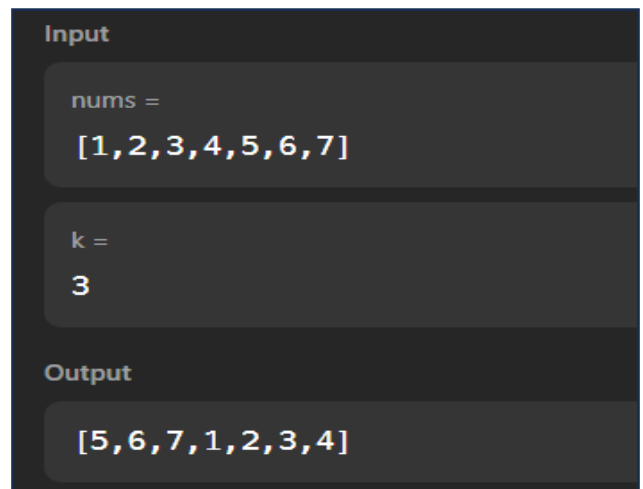 Input
nums =
[1,2,3,4,5,6,7]
k =
3
Output
[5,6,7,1,2,3,4]